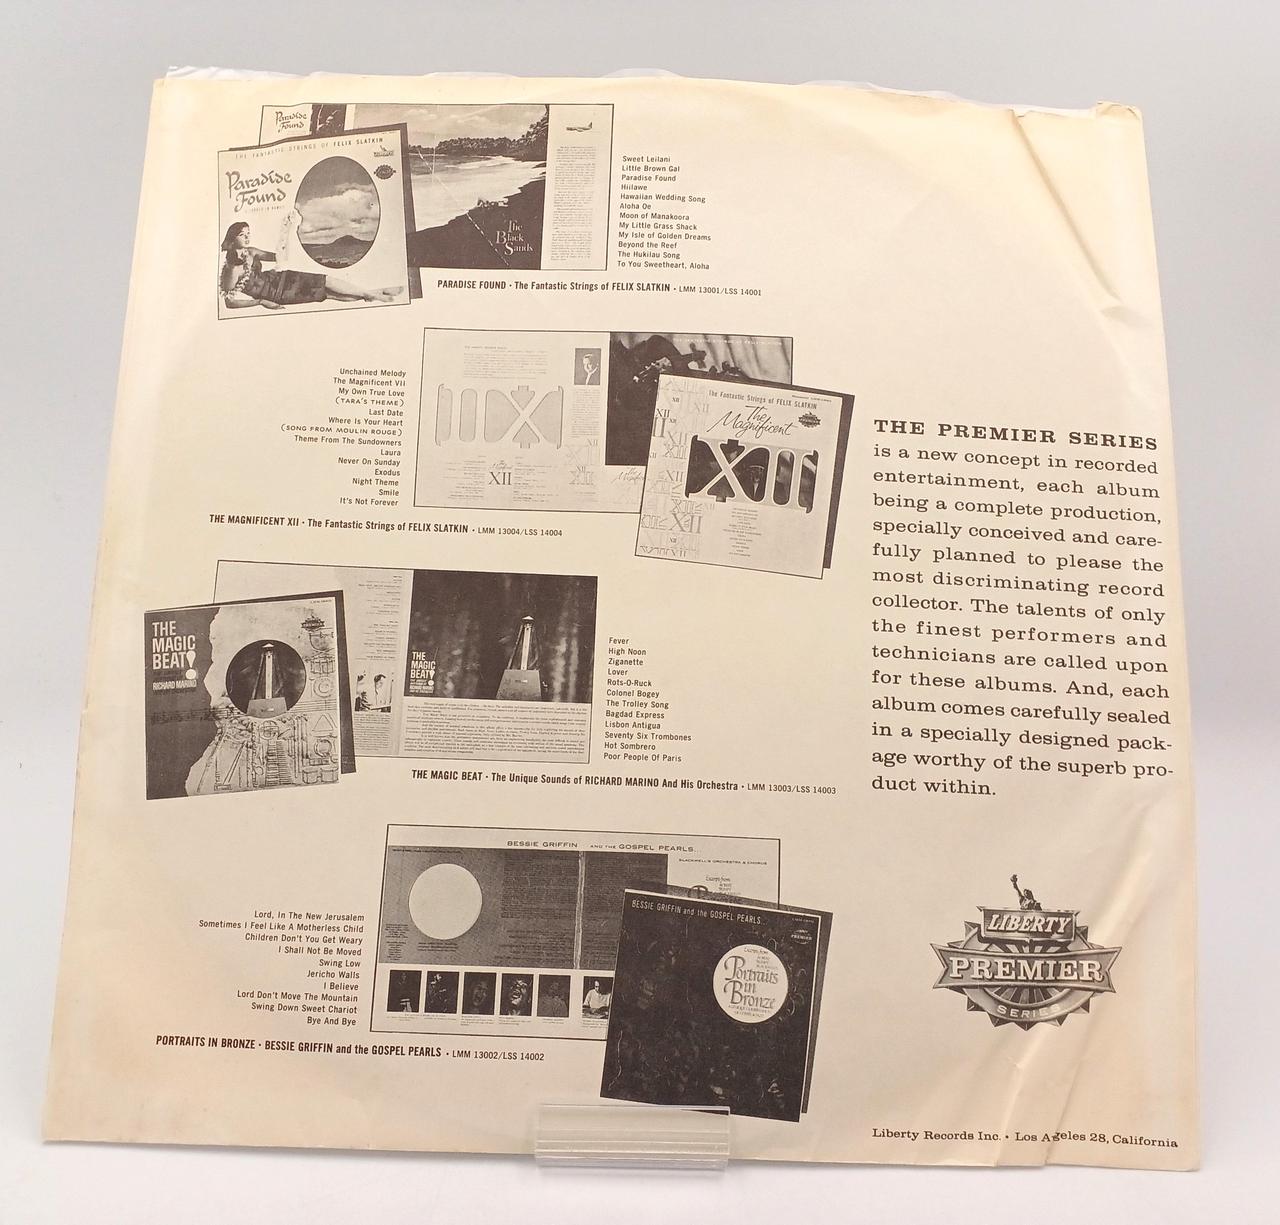 Paradise
Found
THE FANTASTIC STRINGS OF FELIX SLATKIN
Paradise
Found
The
Black
Sands
Sweet Leilani
Little Brown Gal
Paradise Found
Hiilawe
Hawaiian Wedding Song
Aloha Oe
Moon of Manakoora
My Little Grass Shack
My Isle of Golden Dreams
Beyond the Reef
The Hukilau Song
To You Sweetheart, Aloha
PARADISE FOUND • The Fantastic Strings of FELIX SLATKIN • LMM 13001/LSS 14001
Unchained Melody
The Magnificent VII
My Own True Love
(TARA'S THEME)
Last Date
Where Is Your Heart
(SONG FROM MOULIN ROUGE)
Theme From The Sundowners
Laura
Never On Sunday
Exodus
Night Theme
Smile
It's Not Forever
XII
The Fantastic Strings of FELIX SLATKIN
The
Magnificent
XII
THE MAGNIFICENT XII • The Fantastic Strings of FELIX SLATKIN • LMM 13004/LSS 14004
THE
MAGIC
BEAT!
RICHARD MARINO
THE
MAGIC
BEAT!
RICHARD MARINO
Fever
High Noon
Ziganette
Lover
Rots-O-Ruck
Colonel Bogey
The Trolley Song
Bagdad Express
Lisbon Antigua
Seventy Six Trombones
Hot Sombrero
Poor People Of Paris
THE MAGIC BEAT • The Unique Sounds of RICHARD MARINO And His Orchestra • LMM 13003/LSS 14003
BESSIE GRIFFIN AND THE GOSPEL PEARLS...
BLACKWELL'S ORCHESTRA & CHORUS
BESSIE GRIFFIN and the GOSPEL PEARLS...
Excerpts from
Portraits
in
Bronze
Lord, In The New Jerusalem
Sometimes I Feel Like A Motherless Child
Children Don't You Get Weary
I Shall Not Be Moved
Swing Low
Jericho Walls
I Believe
Lord Don't Move The Mountain
Swing Down Sweet Chariot
Bye And Bye
PORTRAITS IN BRONZE • BESSIE GRIFFIN and the GOSPEL PEARLS • LMM 13002/LSS 14002
THE PREMIER SERIES
is a new concept in recorded
entertainment, each album
being a complete production,
specially conceived and care-
fully planned to please the
most discriminating record
collector. The talents of only
the finest performers and
technicians are called upon
for these albums. And, each
album comes carefully sealed
in a specially designed pack-
age worthy of the superb pro-
duct within.
LIBERTY
PREMIER
SERIES
Liberty Records Inc. • Los Angeles 28, California